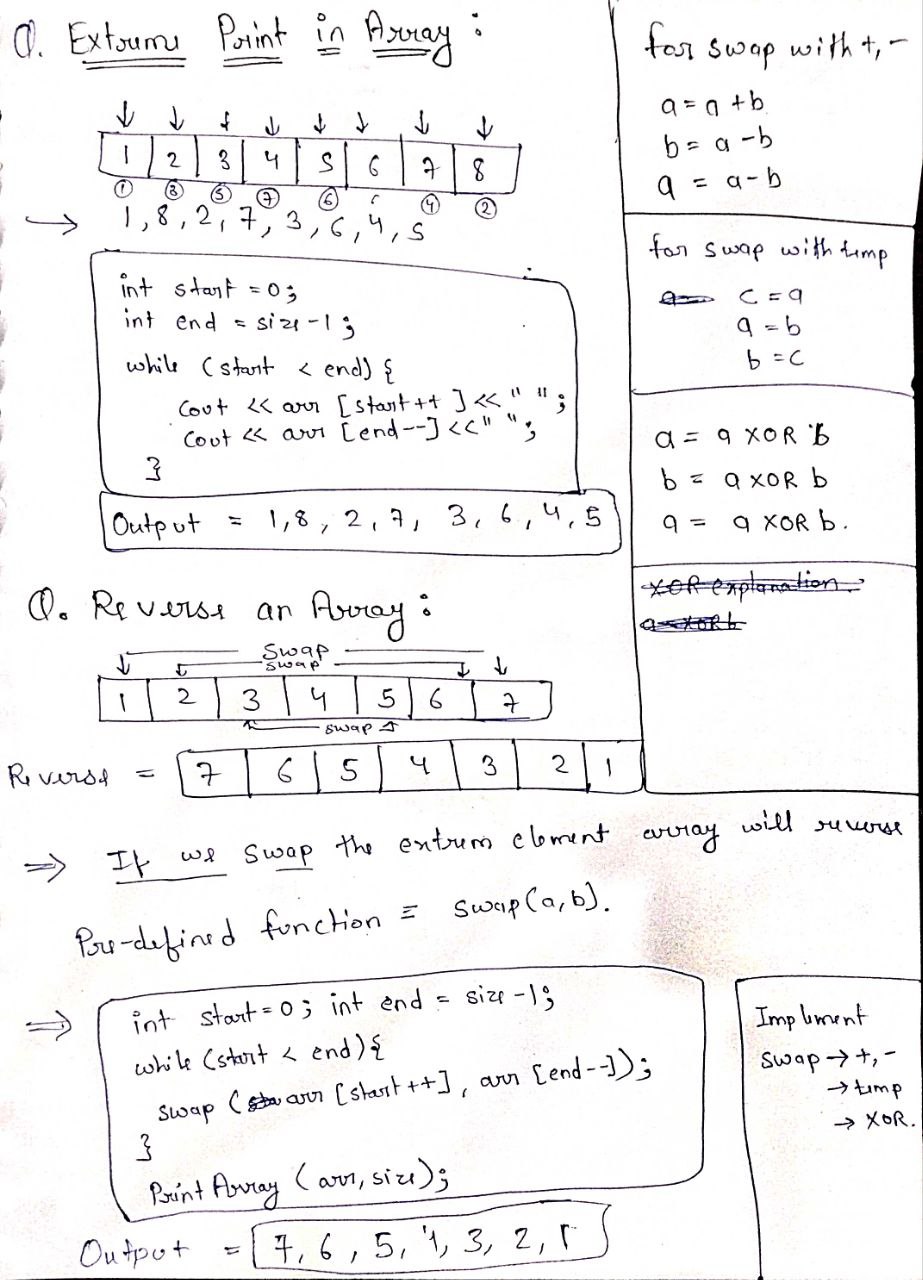 Q. Extreme Print in Array :
1 2 3 4 5 6 7 8
1 3 5 7 6 4 2
→ 1, 8, 2, 7, 3, 6, 4, 5
int start = 0;
int end = size - 1;
while (start < end) {
cout << arr [start++] << " ";
cout << arr [end--] << " ";
}
Output = 1, 8, 2, 7, 3, 6, 4, 5
Q. Reverse an Array :
swap
swap
1 2 3 4 5 6 7
swap
Reverse = 7 6 5 4 3 2 1
⇒ If we swap the extrem element array will reverse
Pre-defined function = swap(a,b).
⇒ int start = 0; int end = size - 1;
while (start < end) {
swap (arr [start++], arr [end--]);
}
Print Array (arr, size);
Output = 7, 6, 5, 4, 3, 2, 1
for swap with +, -
a = a + b
b = a - b
a = a - b
for swap with temp
c = a
a = b
b = c
a = a XOR b
b = a XOR b
a = a XOR b.
XOR explanation :
a XOR b
Implement
swap → +, -
→ temp
→ XOR.